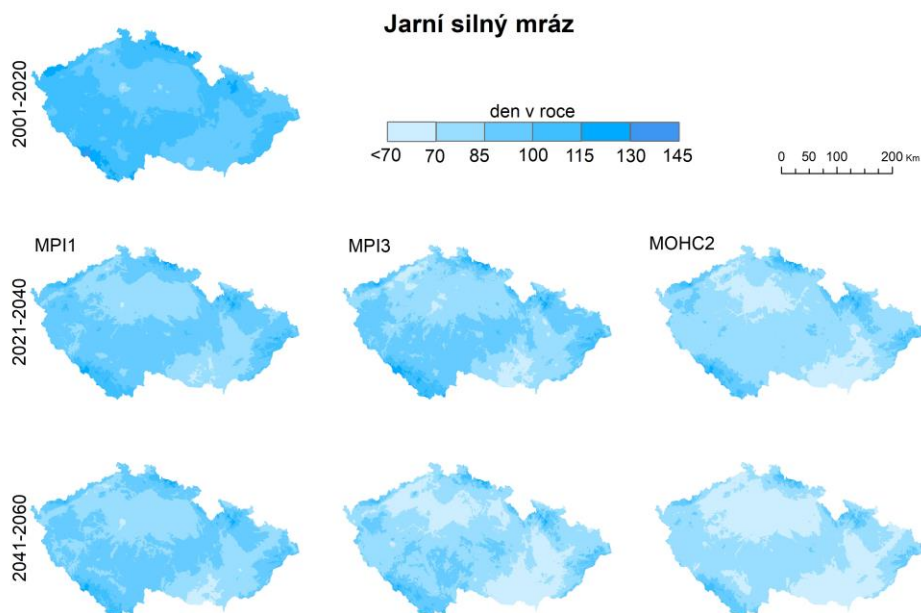 Jarní silný mráz
2001-2020
den v roce
<70 70 85 100 115 130 145
0 50 100 200 Km
MPI1 MPI3 MOHC2
2021-2040
2041-2060